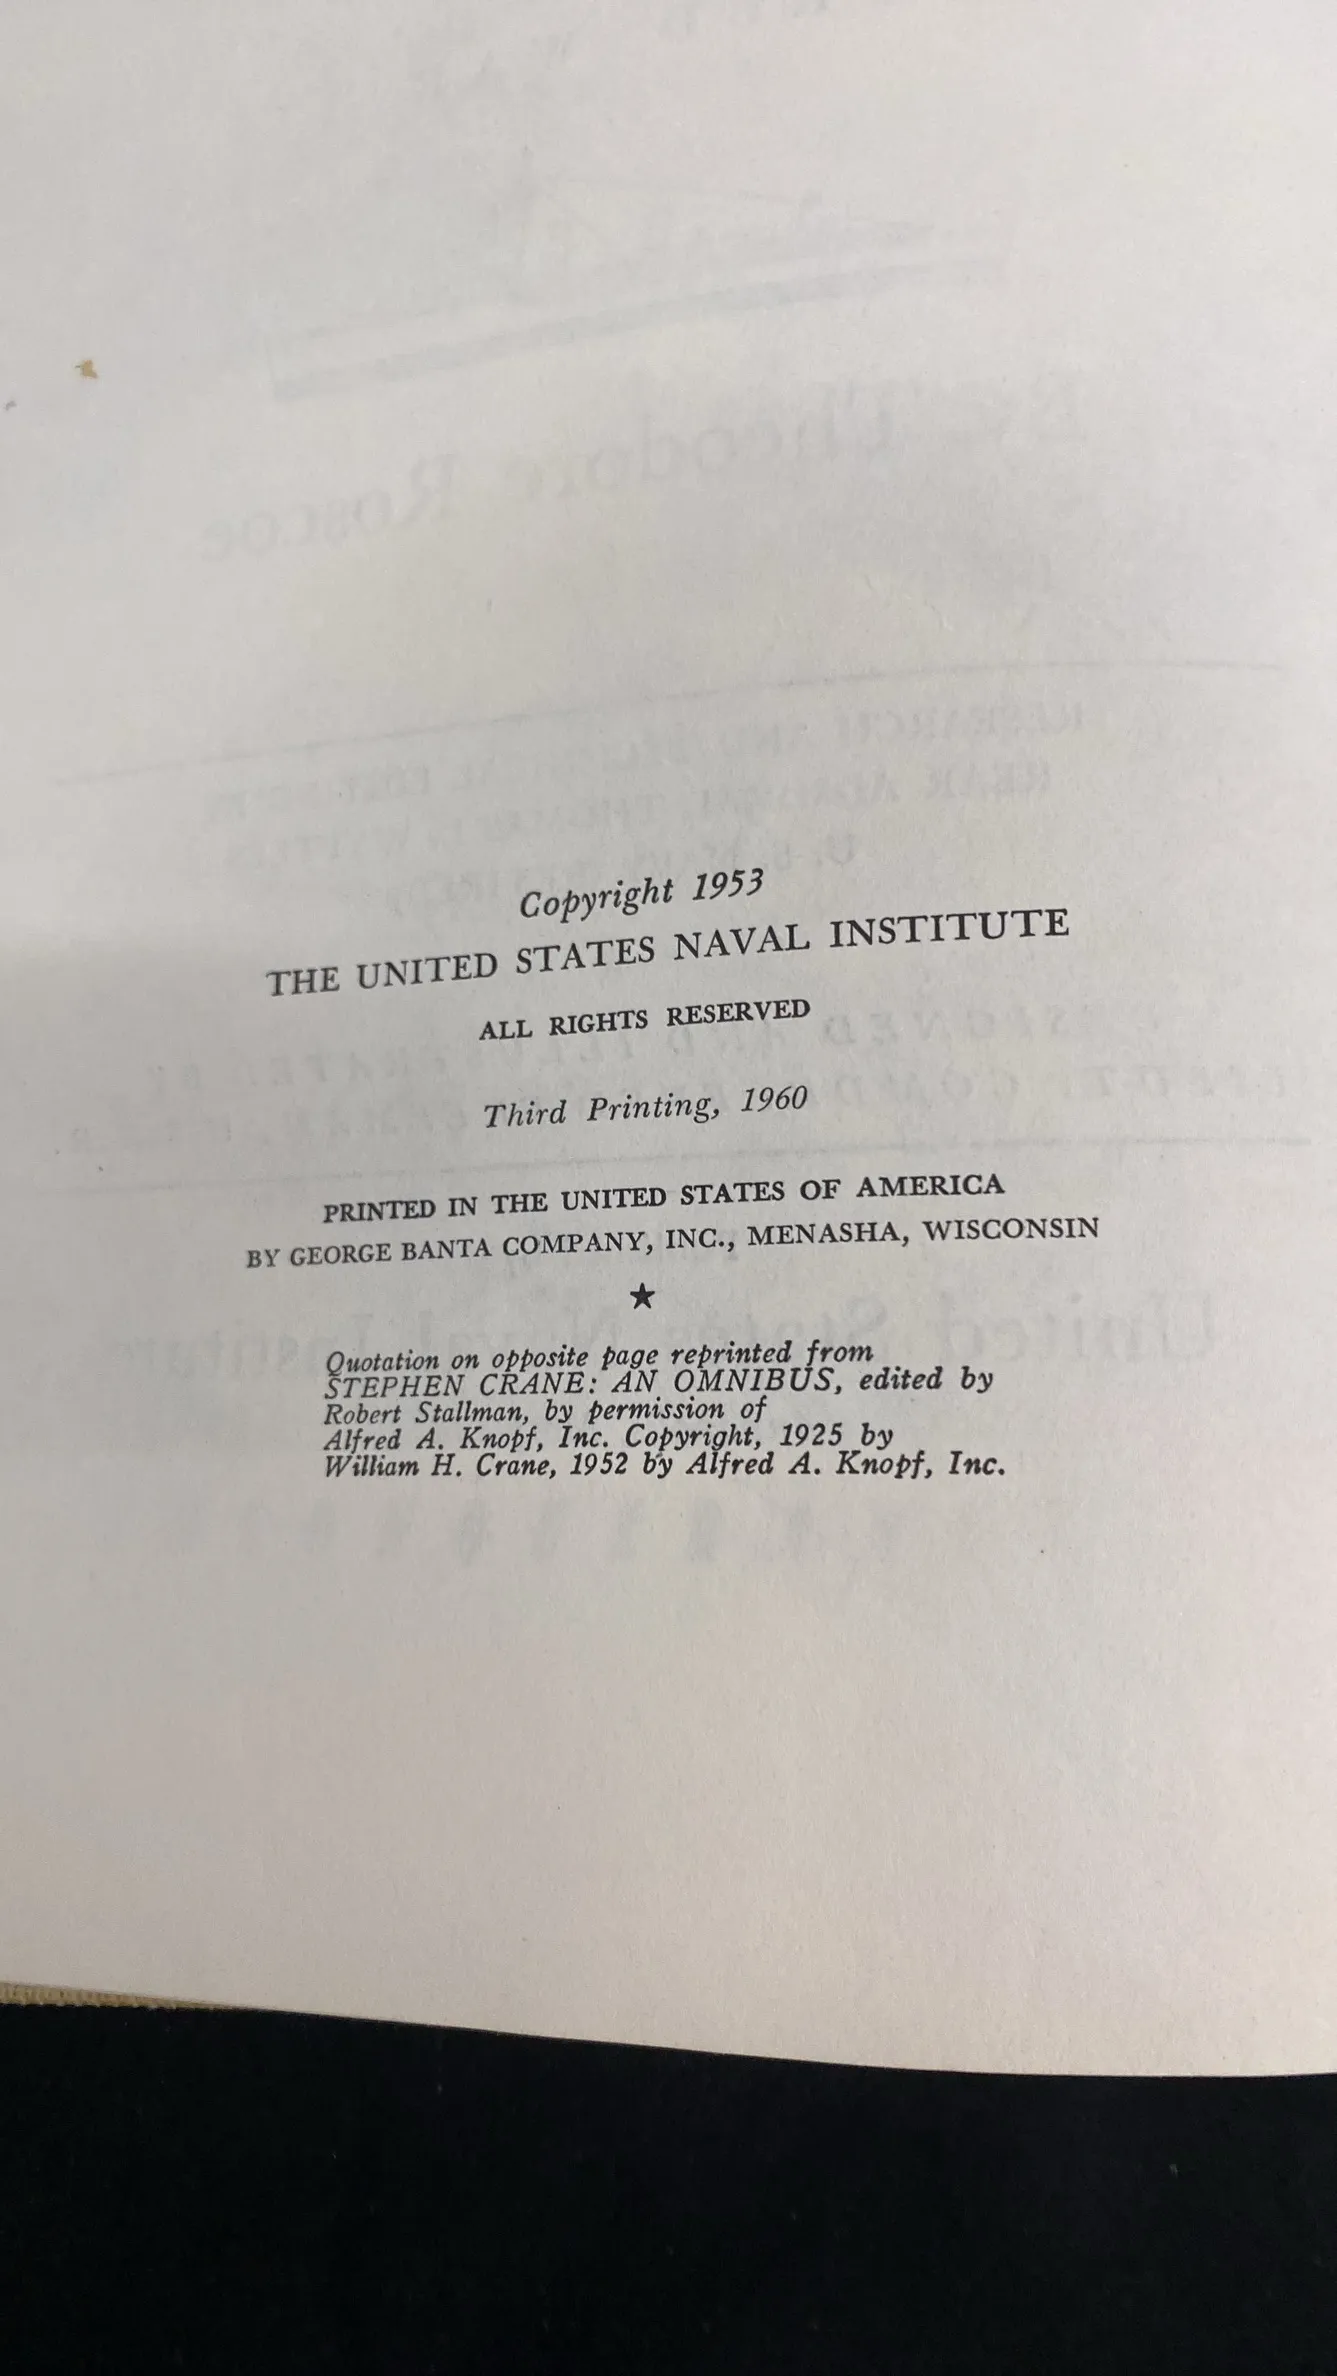 Copyright 1953
THE UNITED STATES NAVAL INSTITUTE
ALL RIGHTS RESERVED
Third Printing, 1960
PRINTED IN THE UNITED STATES OF AMERICA
BY GEORGE BANTA COMPANY, INC., MENASHA, WISCONSIN
★
Quotation on opposite page reprinted from
STEPHEN CRANE: AN OMNIBUS, edited by
Robert Stallman, by permission of
Alfred A. Knopf, Inc. Copyright, 1925 by
William H. Crane, 1952 by Alfred A. Knopf, Inc.